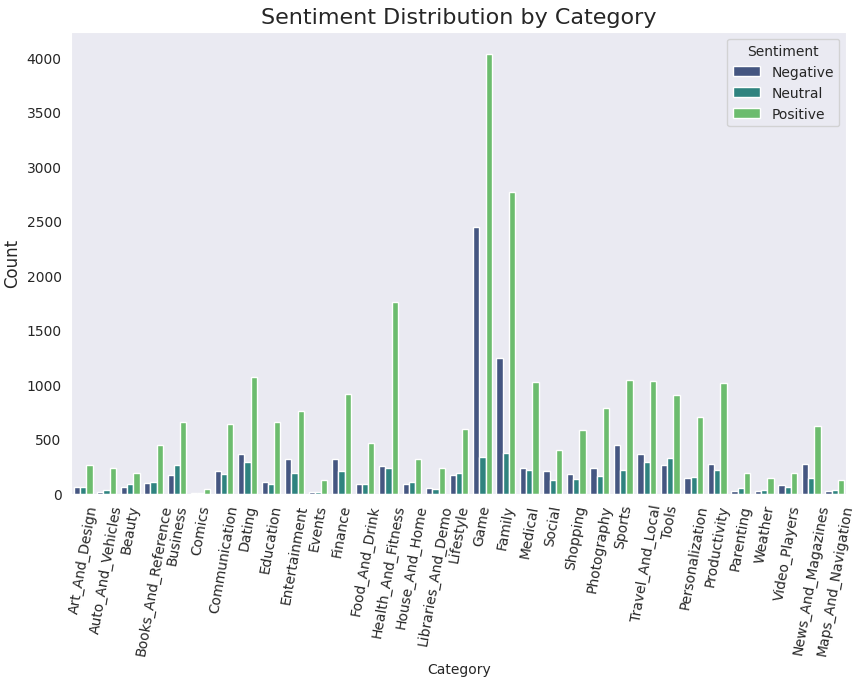 Sentiment Distribution by Category
Sentiment
Negative
Neutral
Positive
4000
3500
3000
2500
2000
1500
1000
500
0
Count
Art_And_Design
Auto_And_Vehicles
Beauty
Books_And_Reference
Business
Comics
Communication
Dating
Education
Entertainment
Events
Finance
Food_And_Drink
Health_And_Fitness
House_And_Home
Libraries_And_Demo
Lifestyle
Game
Family
Medical
Social
Shopping
Photography
Sports
Travel_And_Local
Tools
Personalization
Productivity
Parenting
Weather
Video_Players
News_And_Magazines
Maps_And_Navigation
Category